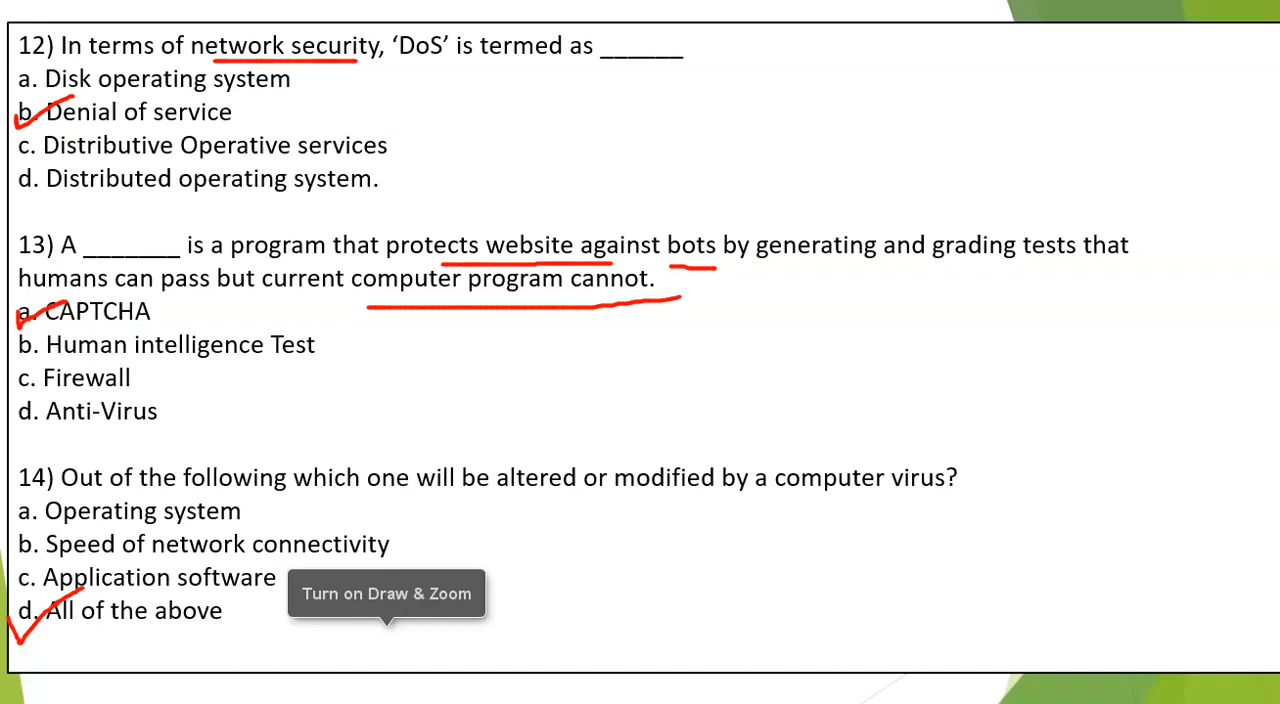 12) In terms of network security, ‘DoS’ is termed as ______
a. Disk operating system
b. Denial of service
c. Distributive Operative services
d. Distributed operating system.
13) A _______ is a program that protects website against bots by generating and grading tests that
humans can pass but current computer program cannot.
a. CAPTCHA
b. Human intelligence Test
c. Firewall
d. Anti-Virus
14) Out of the following which one will be altered or modified by a computer virus?
a. Operating system
b. Speed of network connectivity
c. Application software
Turn on Draw & Zoom
d. All of the above